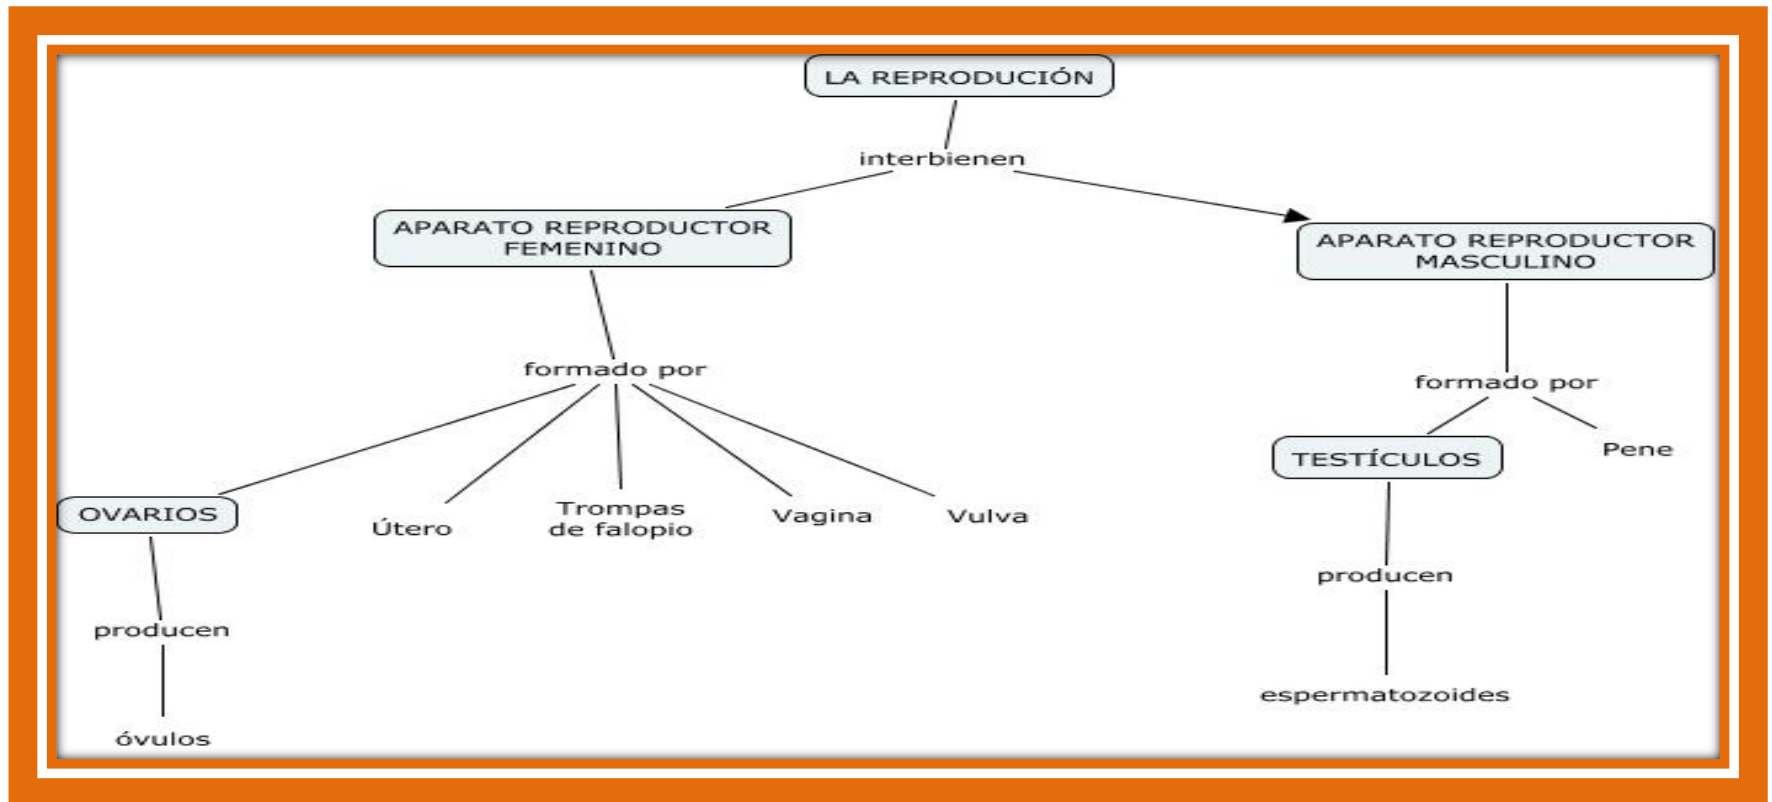 LA REPRODUCIÓN
interbienen
APARATO REPRODUCTOR
FEMENINO
APARATO REPRODUCTOR
MASCULINO
formado por
formado por
OVARIOS
Útero
Trompas
de falopio
Vagina
Vulva
TESTÍCULOS
Pene
producen
producen
óvulos
espermatozoides